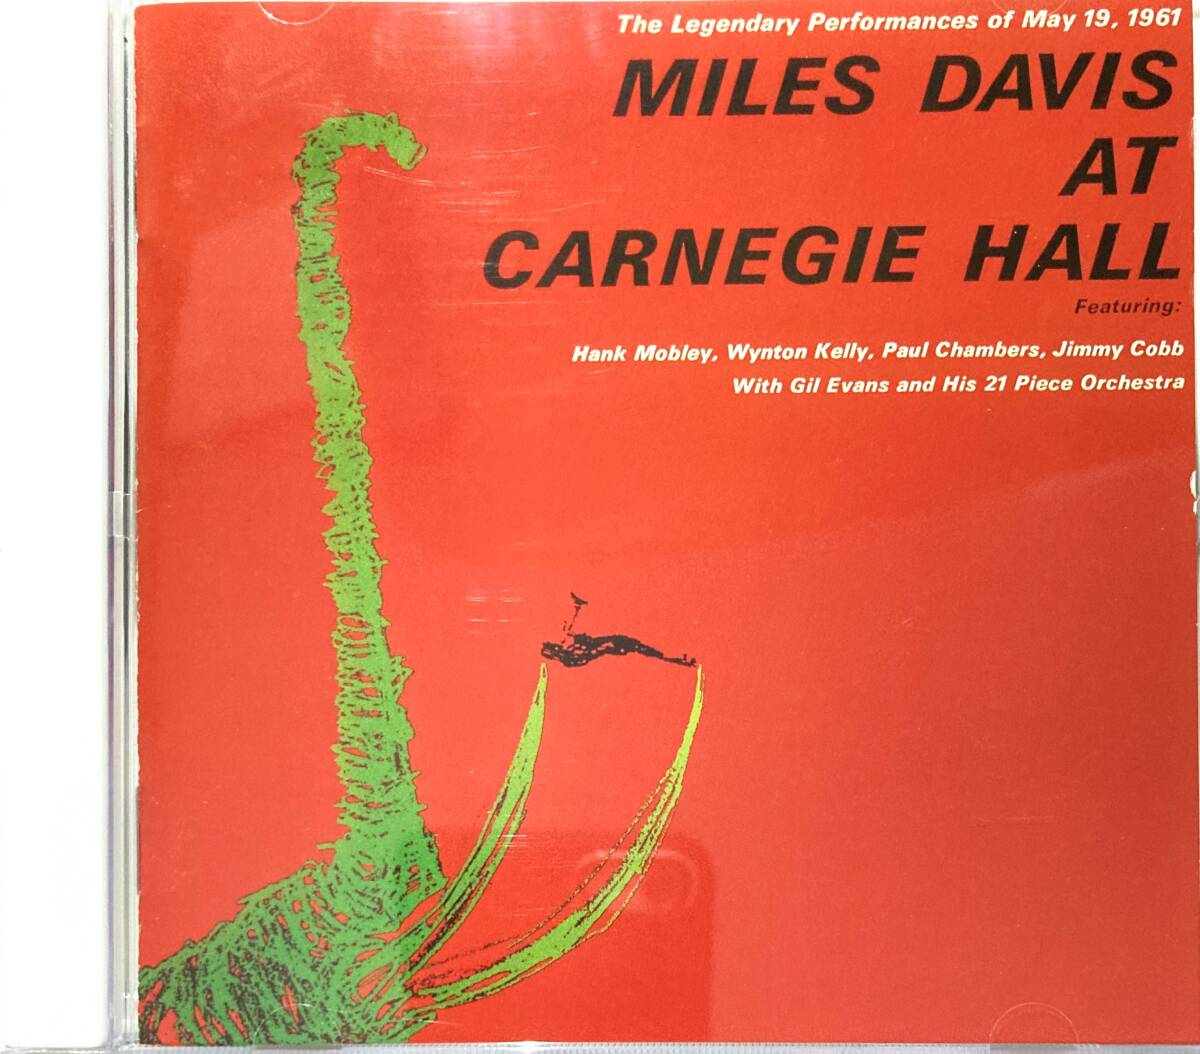 The Legendary Performances of May 19, 1961
MILES DAVIS
AT
CARNEGIE HALL
Featuring:
Hank Mobley, Wynton Kelly, Paul Chambers, Jimmy Cobb
With Gil Evans and His 21 Piece Orchestra